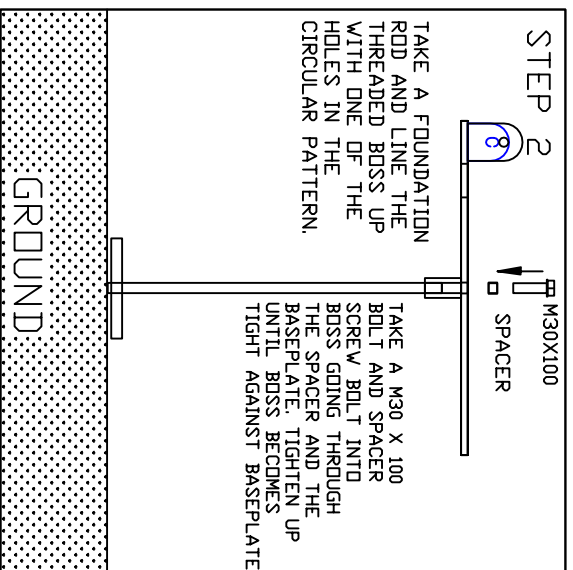 STEP 2
TAKE A FOUNDATION
ROD AND LINE THE
THREADED BOSS UP
WITH ONE OF THE
HOLES IN THE
CIRCULAR PATTERN.
C
M30X100
SPACER
TAKE A M30 X 100
BOLT AND SPACER
SCREW BOLT INTO
BOSS GOING THROUGH
THE SPACER AND THE
BASEPLATE. TIGHTEN UP
UNTIL BOSS BECOMES
TIGHT AGAINST BASEPLATE
GROUND